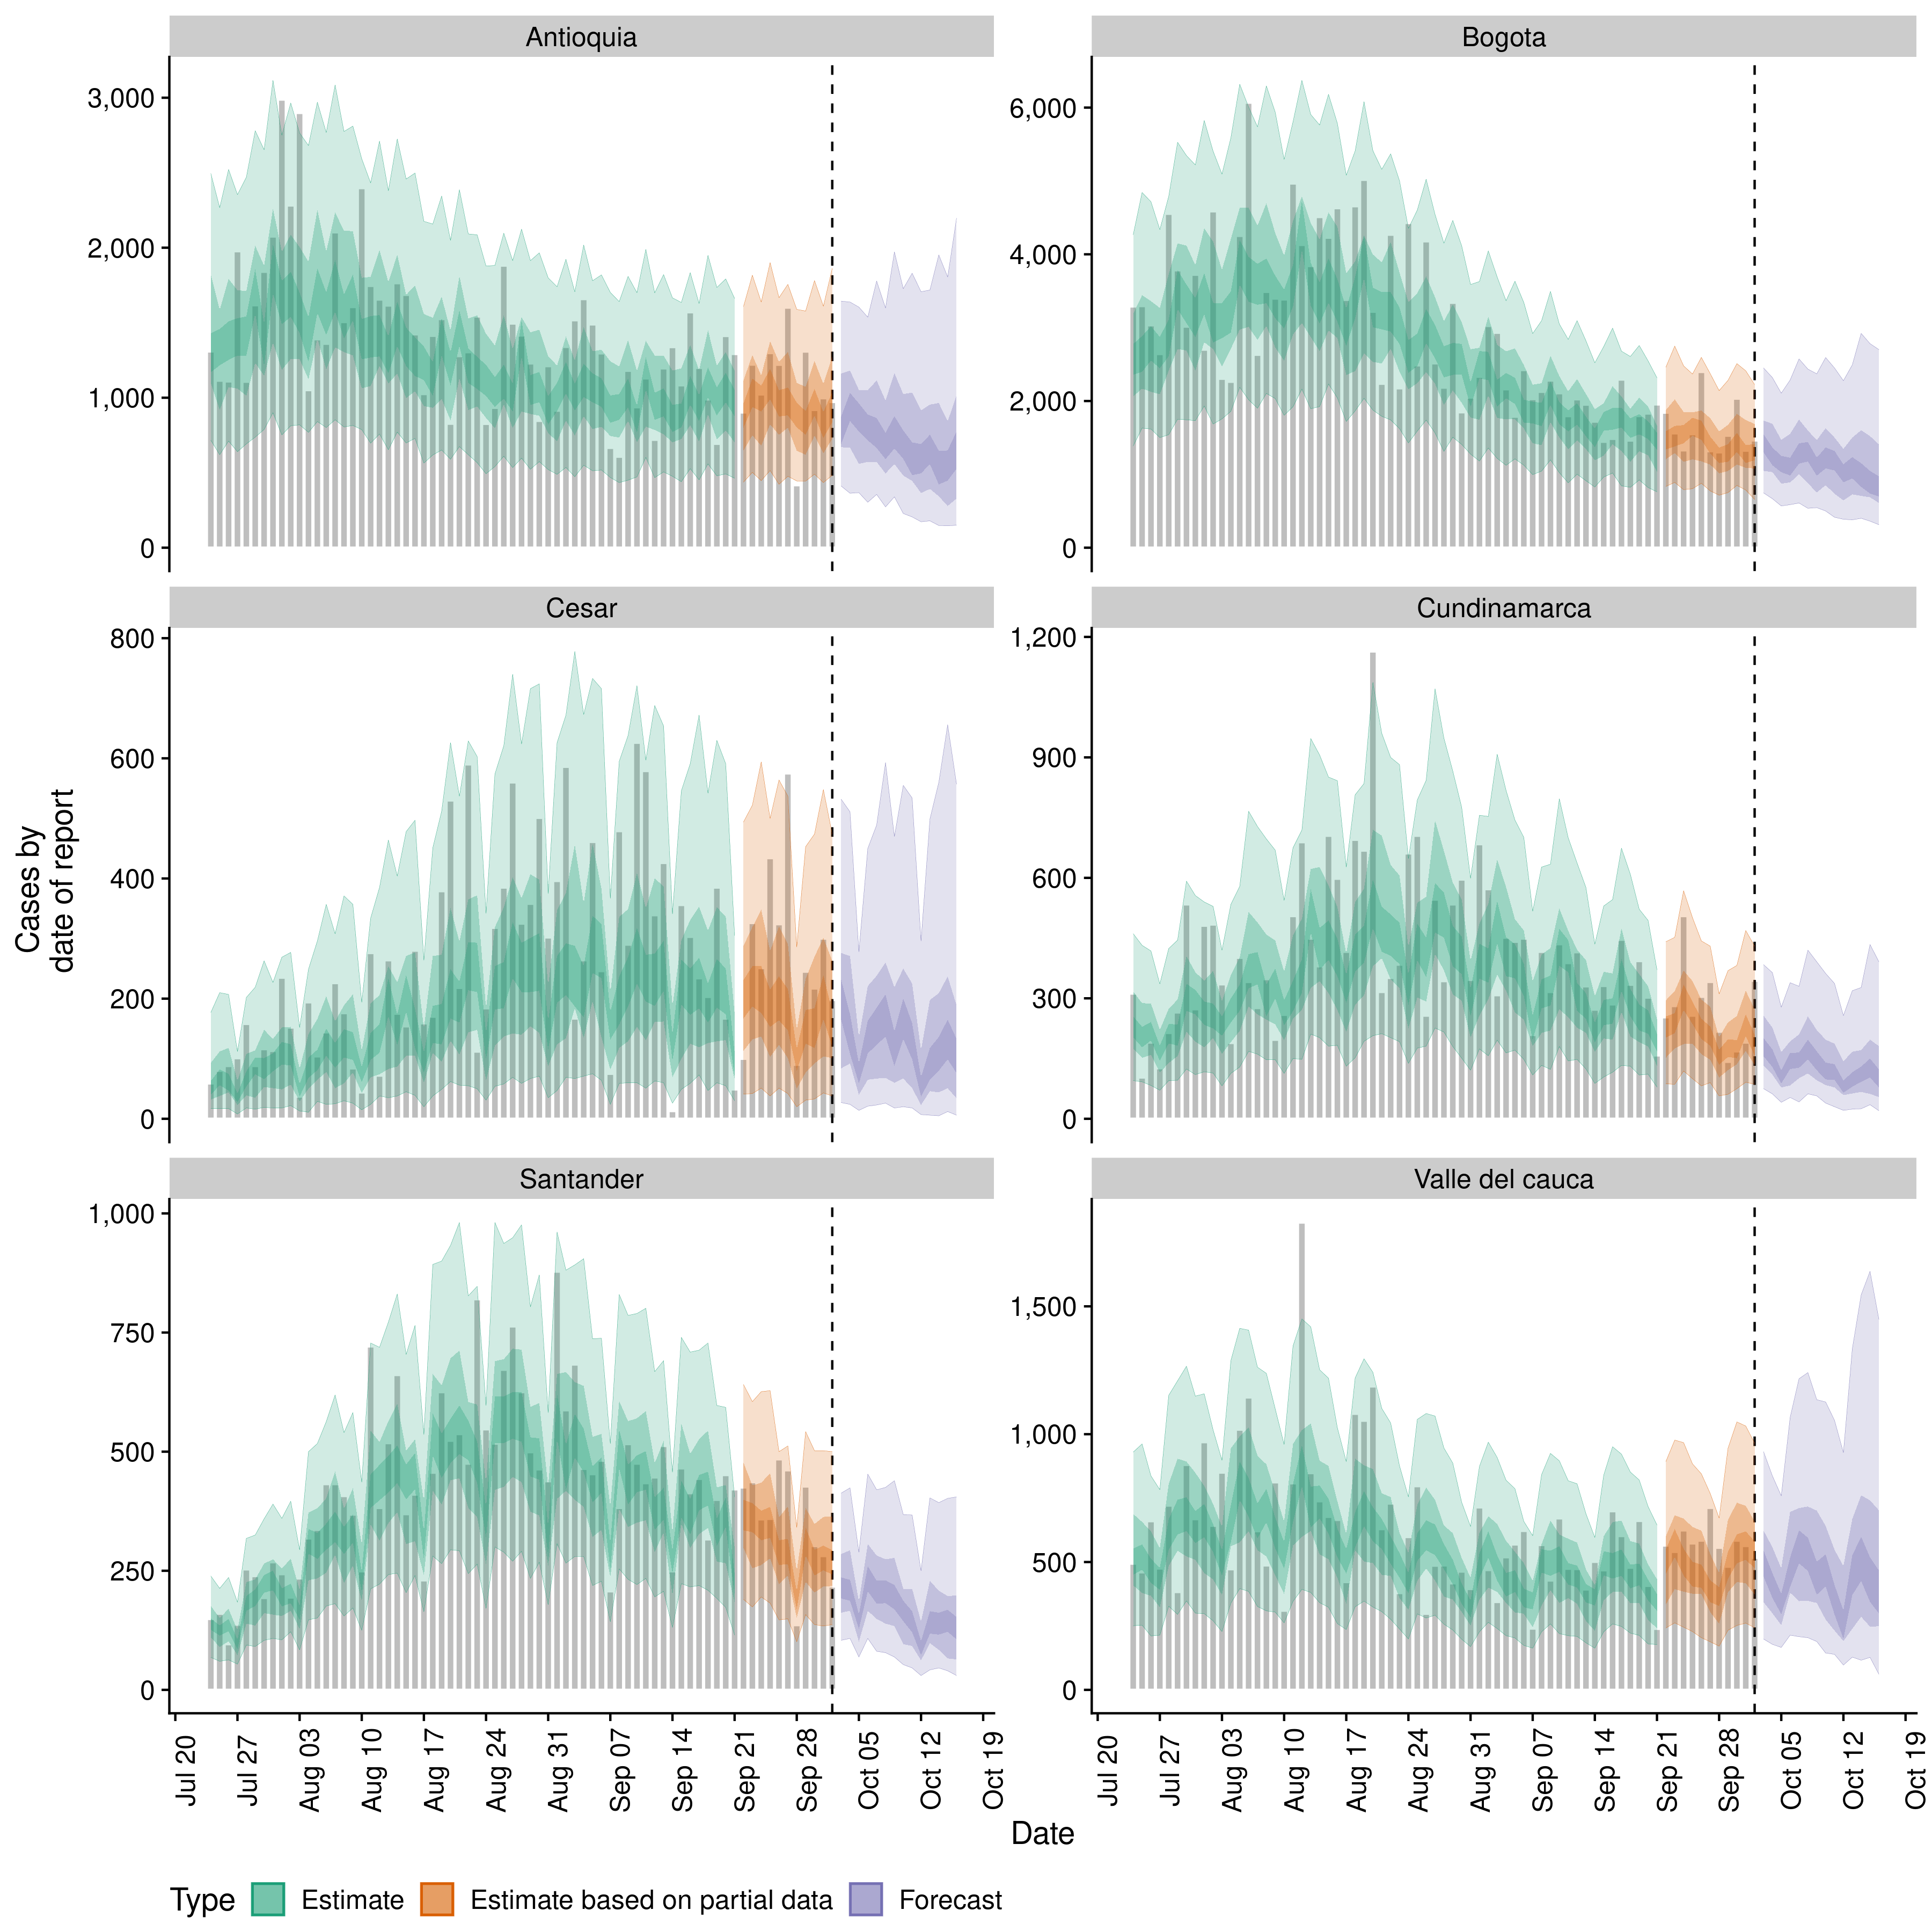 Antioquia
Bogota
3,000
2,000
1,000
0
6,000
4,000
2,000
0
Cesar
Cundinamarca
800
600
400
200
0
1,200
900
600
300
0
Cases by
date of report
Santander
Valle del cauca
1,000
750
500
250
0
1,500
1,000
500
0
Jul 20
Jul 27
Aug 03
Aug 10
Aug 17
Aug 24
Aug 31
Sep 07
Sep 14
Sep 21
Sep 28
Oct 05
Oct 12
Oct 19
Jul 20
Jul 27
Aug 03
Aug 10
Aug 17
Aug 24
Aug 31
Sep 07
Sep 14
Sep 21
Sep 28
Oct 05
Oct 12
Oct 19
Date
Type Estimate Estimate based on partial data Forecast